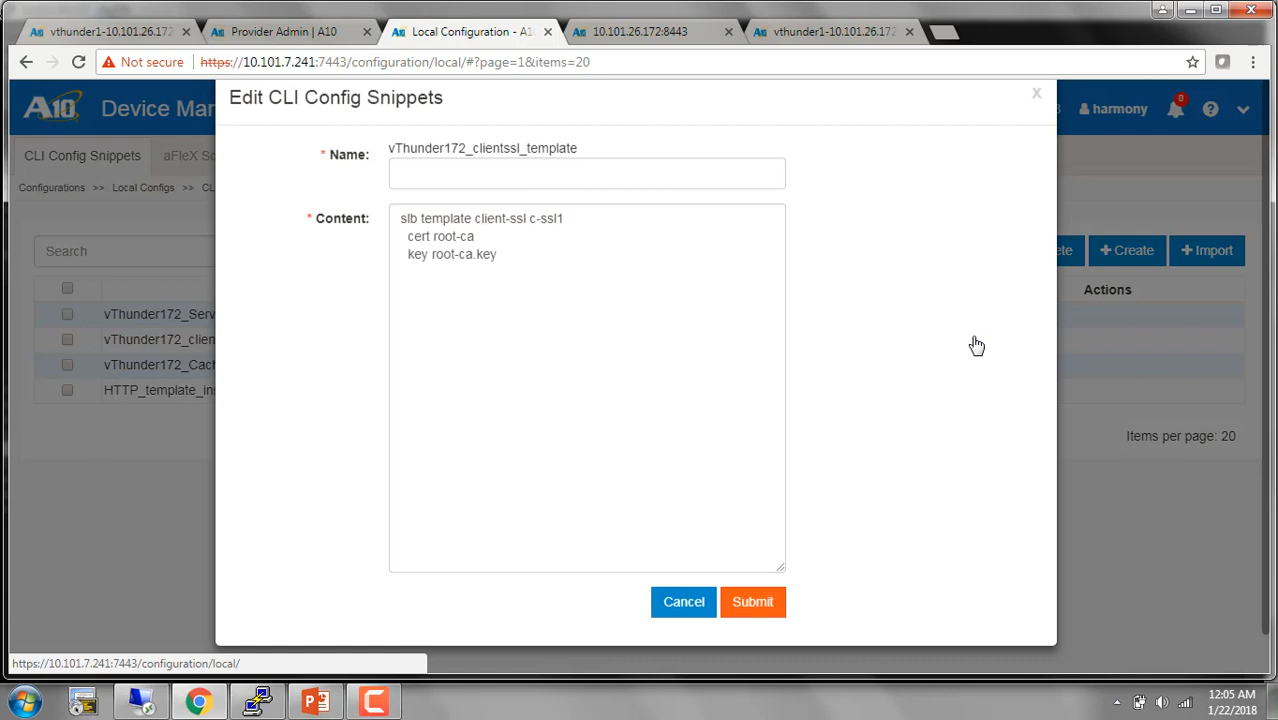 vthunder1-10.101.26.172
Provider Admin | A10
Local Configuration - A1
10.101.26.172:8443
vthunder1-10.101.26.172
Not secure
https://10.101.7.241:7443/configuration/local/#?page=1&items=20
A10
Device Man
harmony
0
CLI Config Snippets
aFleX Sc
Configurations >> Local Configs >> CL
Edit CLI Config Snippets
X
* Name:
vThunder172_clientssl_template
* Content:
slb template client-ssl c-ssl1
cert root-ca
key root-ca.key
Cancel
Submit
Search
ete
+ Create
+ Import
Actions
vThunder172_Serv
vThunder172_clien
vThunder172_Cach
HTTP_template_ins
Items per page: 20
https://10.101.7.241:7443/configuration/local/
12:05 AM
1/22/2018